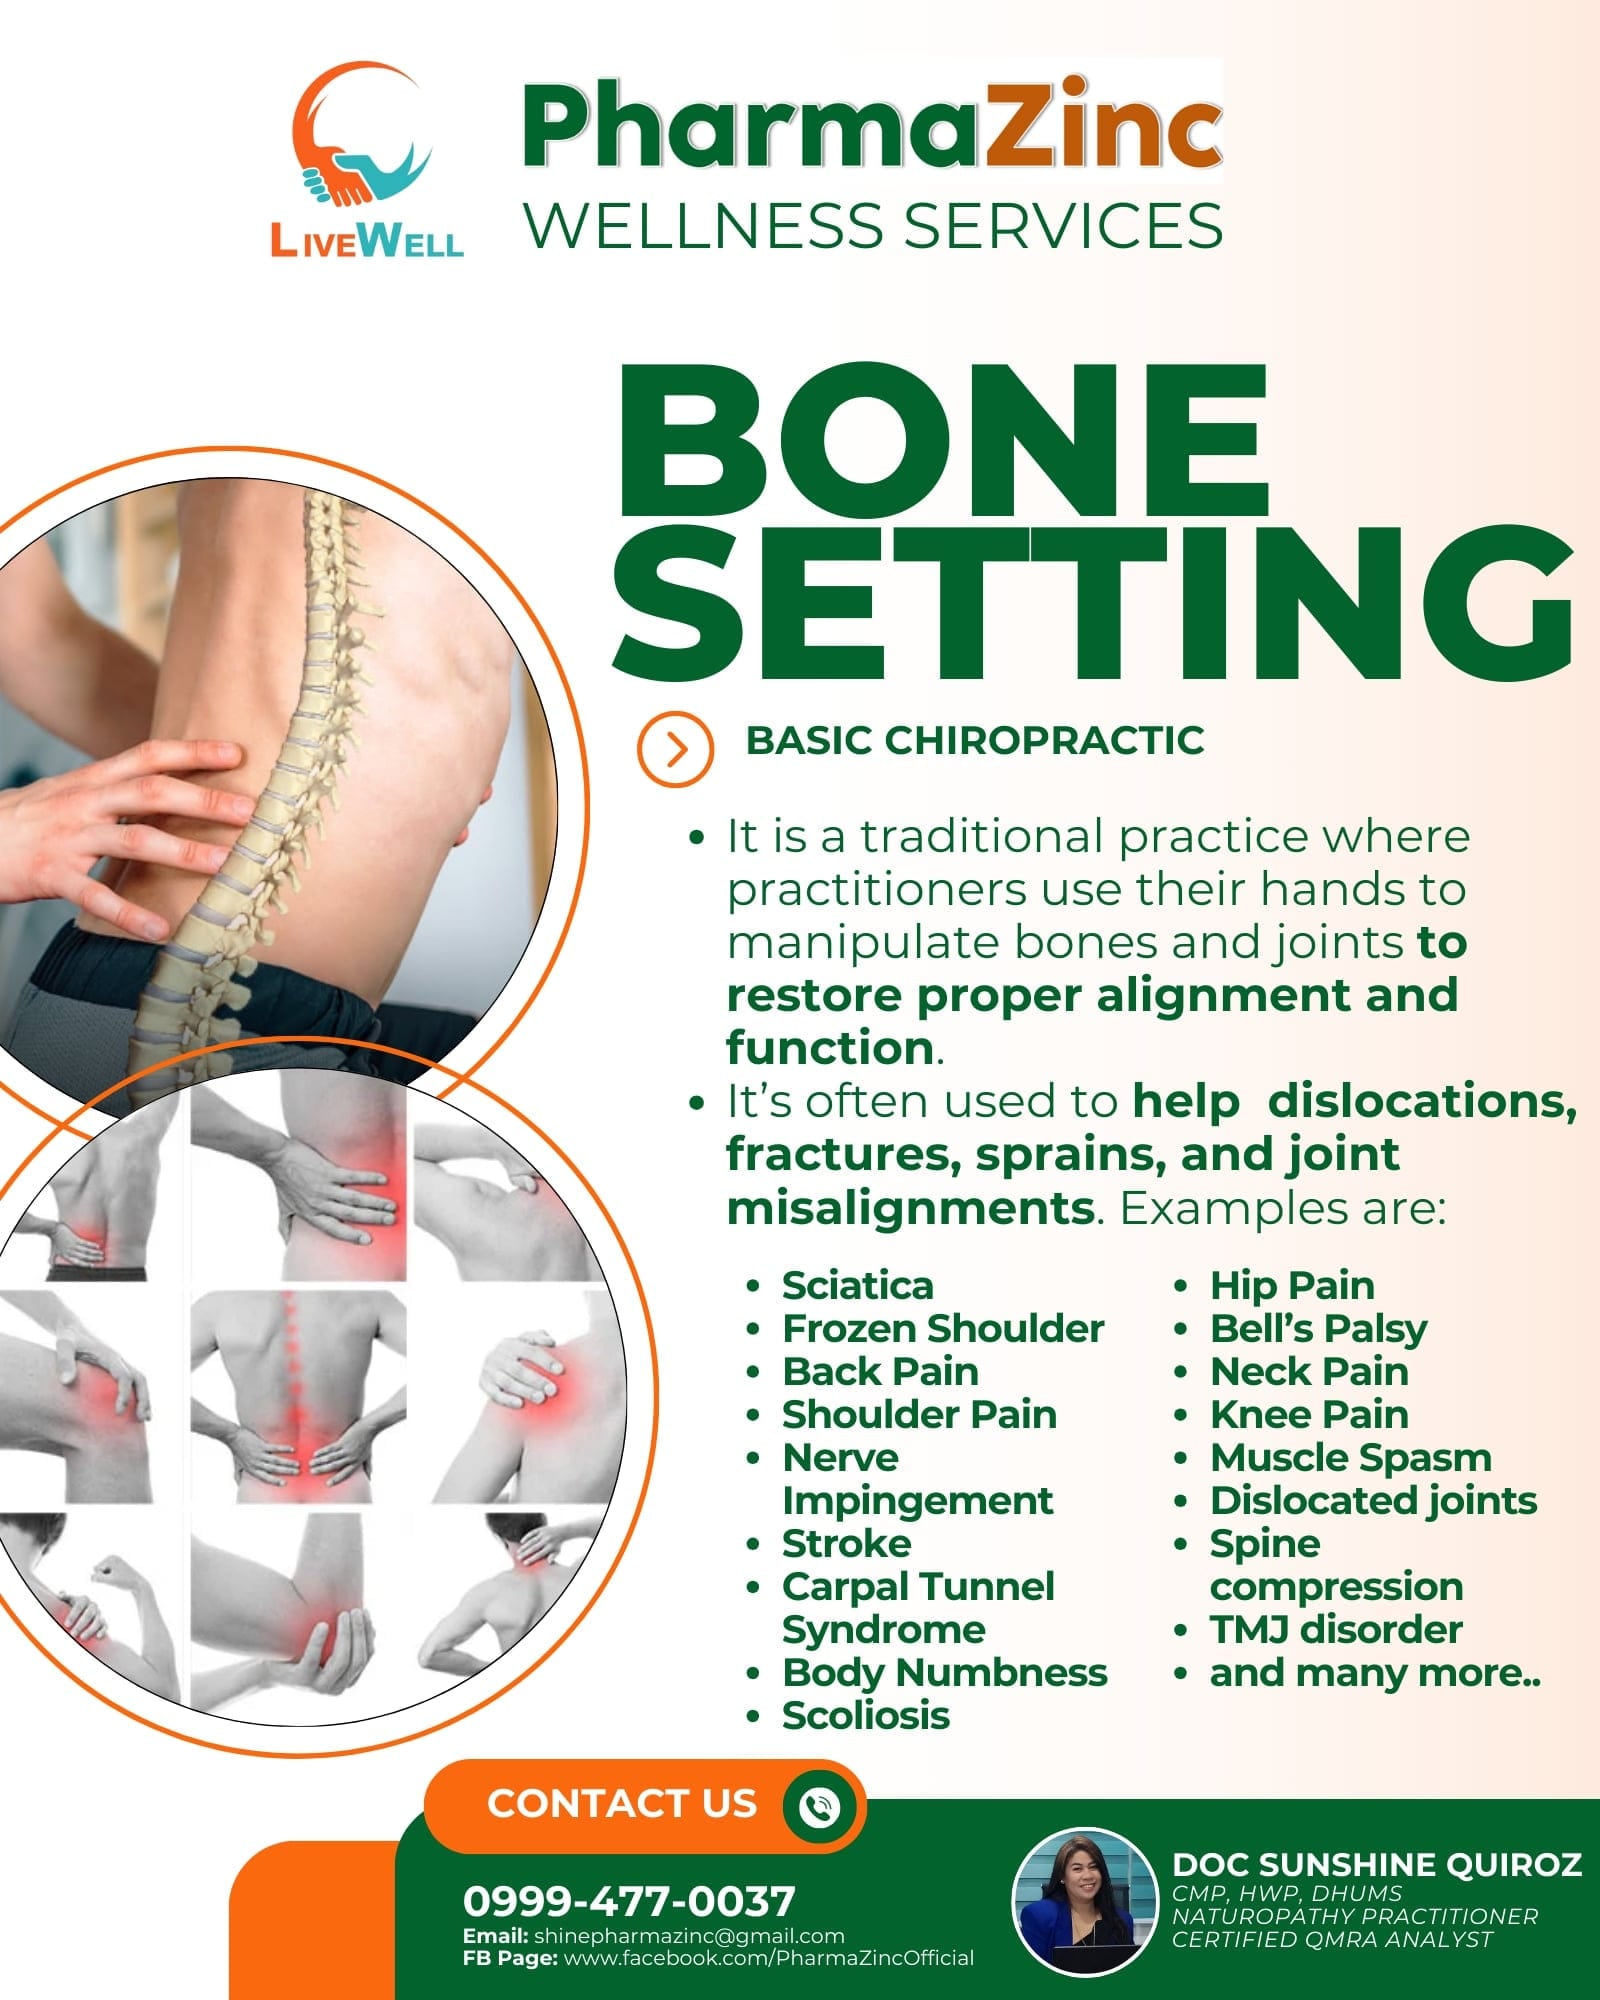 LIVEWELL
PharmaZinc
WELLNESS SERVICES
BONE
SETTING
BASIC CHIROPRACTIC
• It is a traditional practice where
practitioners use their hands to
manipulate bones and joints to
restore proper alignment and
function.
• It’s often used to help dislocations,
fractures, sprains, and joint
misalignments. Examples are:
• Sciatica
• Frozen Shoulder
• Back Pain
• Shoulder Pain
• Nerve
Impingement
• Stroke
• Carpal Tunnel
Syndrome
• Body Numbness
• Scoliosis
• Hip Pain
• Bell’s Palsy
• Neck Pain
• Knee Pain
• Muscle Spasm
• Dislocated joints
• Spine
compression
• TMJ disorder
• and many more..
CONTACT US
0999-477-0037
Email: shinepharmazinc@gmail.com
FB Page: www.facebook.com/PharmaZincOfficial
DOC SUNSHINE QUIROZ
CMP, HWP, DHUMS
NATUROPATHY PRACTITIONER
CERTIFIED QMRA ANALYST